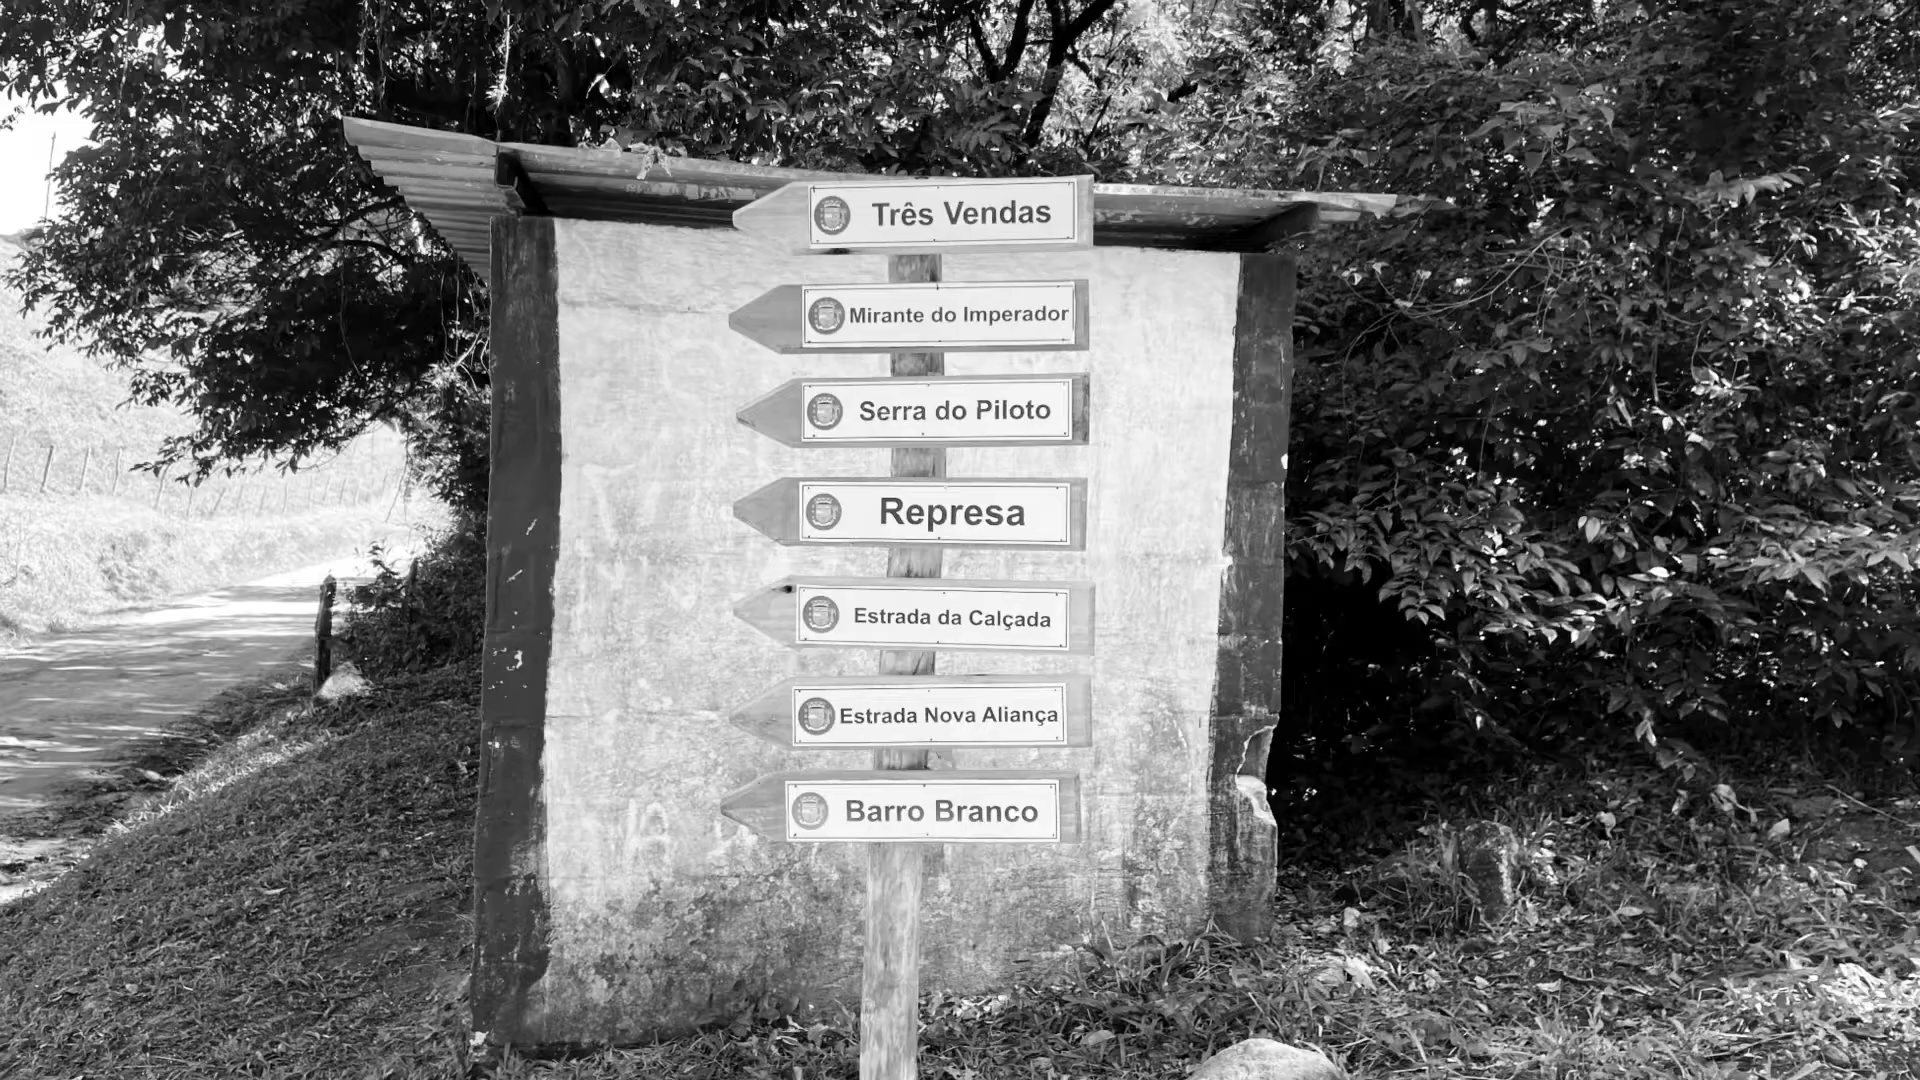 Três Vendas
Mirante do Imperador
Serra do Piloto
Represa
Estrada da Calçada
Estrada Nova Aliança
Barro Branco